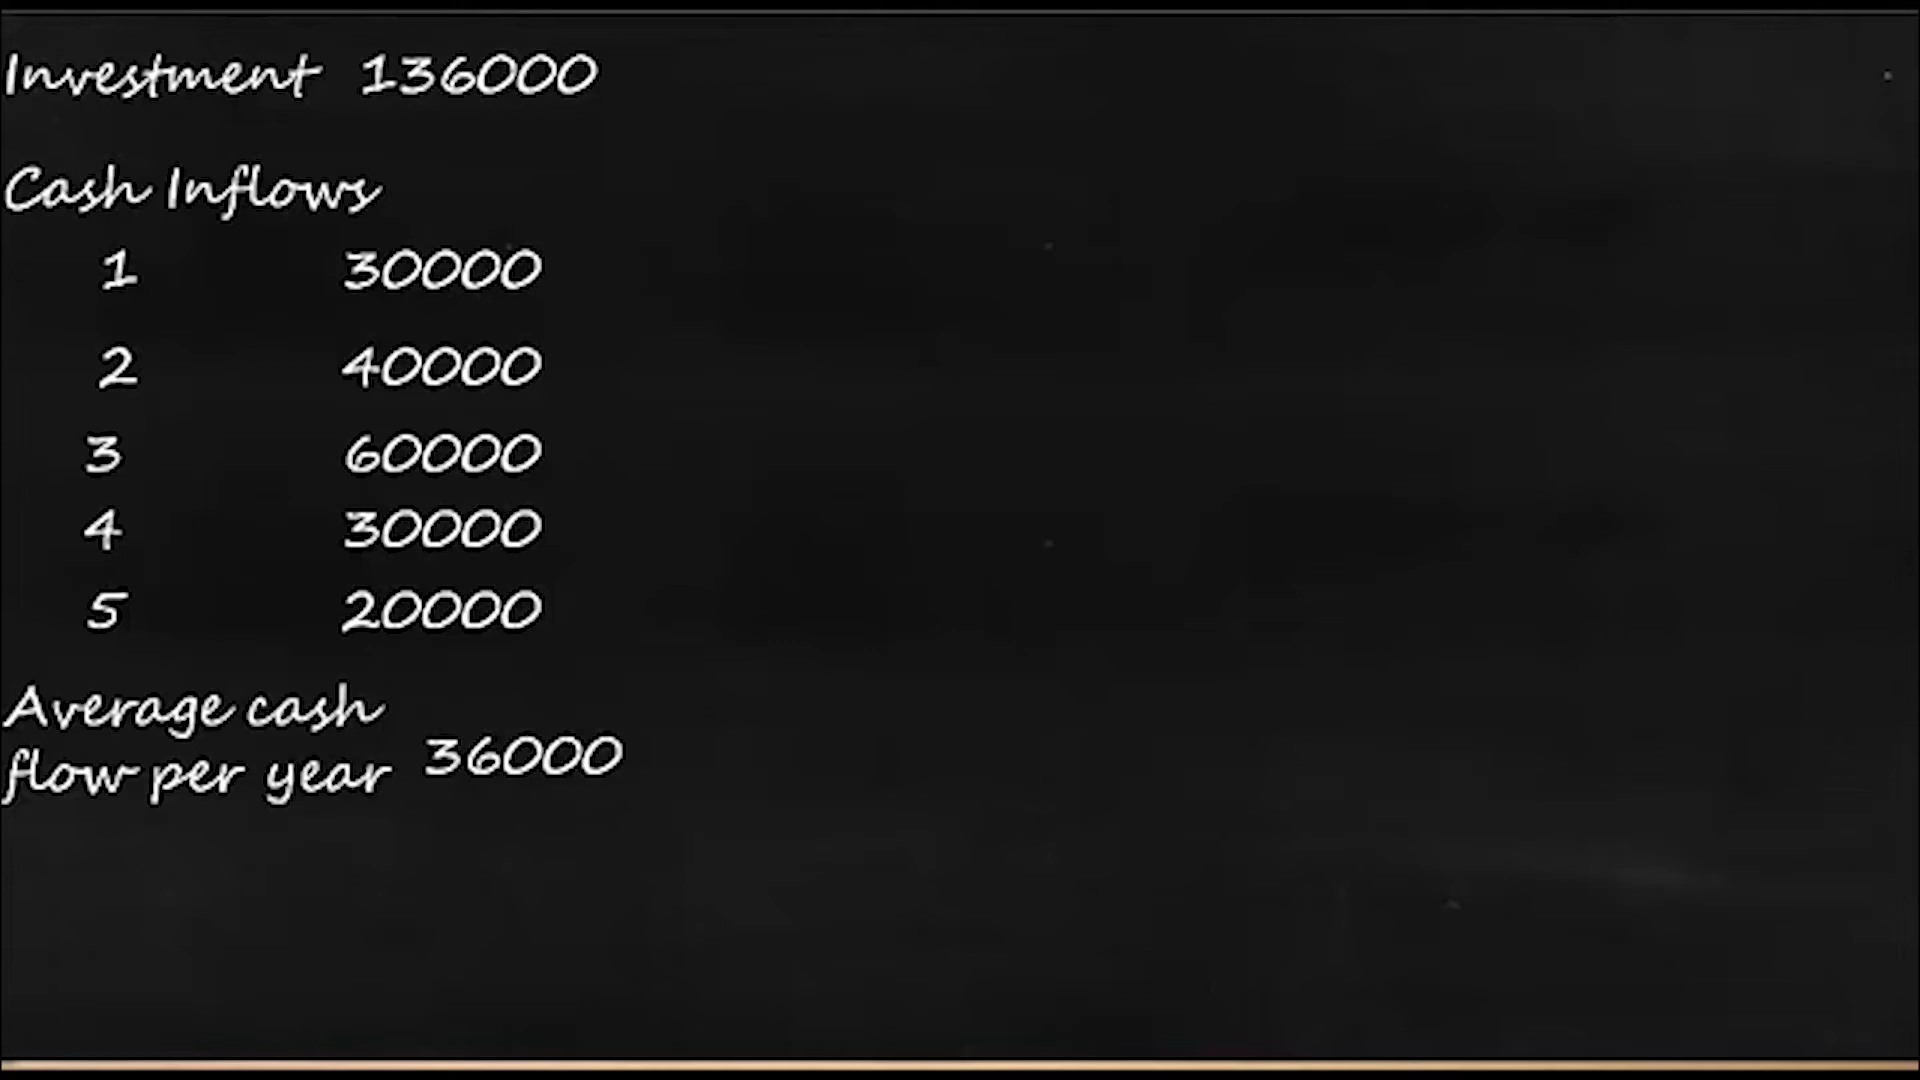 Investment 136000
Cash Inflows
1 30000
2 40000
3 60000
4 30000
5 20000
Average cash
flow per year 36000